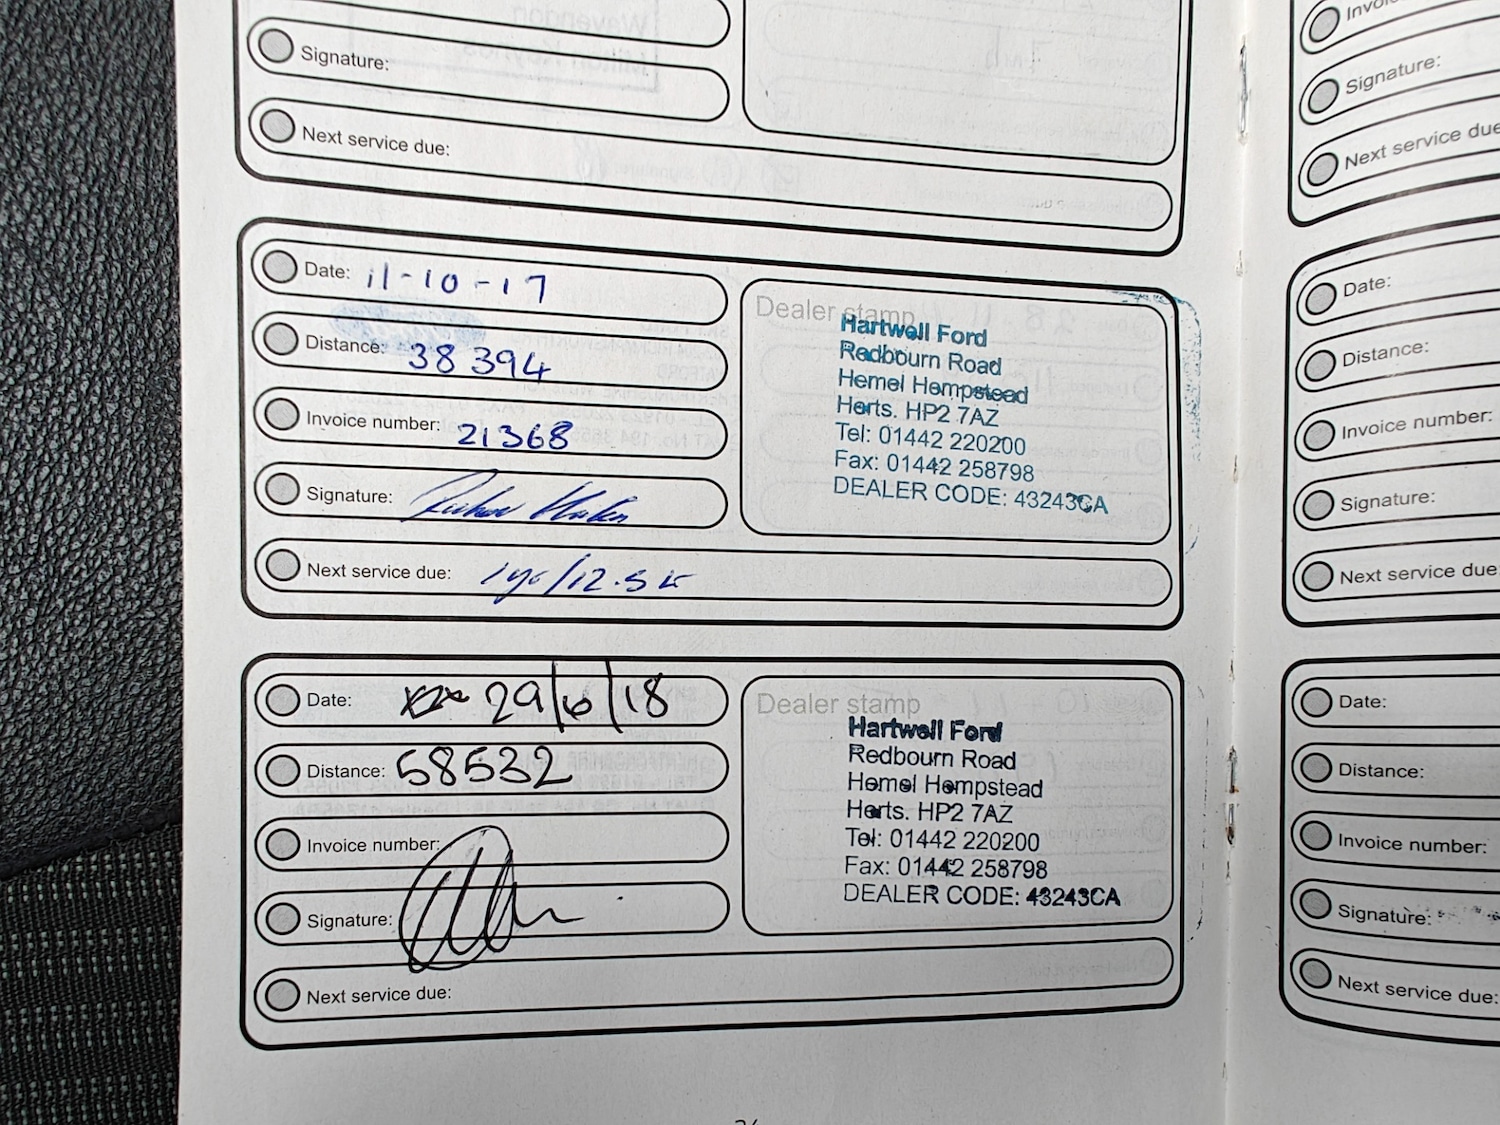 Signature:
Next service due:
Date: 11-10-17
Distance: 38394
Invoice number: 21368
Signature:
Next service due: 1yr/12.5k
Dealer stamp
Hartwell Ford
Redbourn Road
Hemel Hempstead
Herts. HP2 7AZ
Tel: 01442 220200
Fax: 01442 258798
DEALER CODE: 43243CA
Date: 29/6/18
Distance: 58532
Invoice number:
Signature:
Next service due:
Dealer stamp
Hartwell Ford
Redbourn Road
Hemel Hempstead
Herts. HP2 7AZ
Tel: 01442 220200
Fax: 01442 258798
DEALER CODE: 43243CA
Signature:
Next service due
Date:
Distance:
Invoice number:
Signature:
Next service due
Date:
Distance:
Invoice number:
Signature:
Next service due: